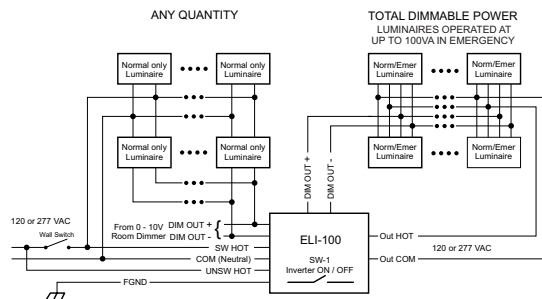 ANY QUANTITY
TOTAL DIMMABLE POWER
LUMINAIRES OPERATED AT
UP TO 100VA IN EMERGENCY
Normal only
Luminaire
Normal only
Luminaire
Norm/Emer
Luminaire
Norm/Emer
Luminaire
Normal only
Luminaire
Normal only
Luminaire
Norm/Emer
Luminaire
Norm/Emer
Luminaire
DIM OUT +
DIM OUT -
120 or 277 VAC
Wall Switch
From 0 - 10V
Room Dimmer
DIM OUT +
DIM OUT -
{
SW HOT
COM (Neutral)
UNSW HOT
FGND
ELI-100
SW-1
Inverter ON / OFF
Out HOT
120 or 277 VAC
Out COM